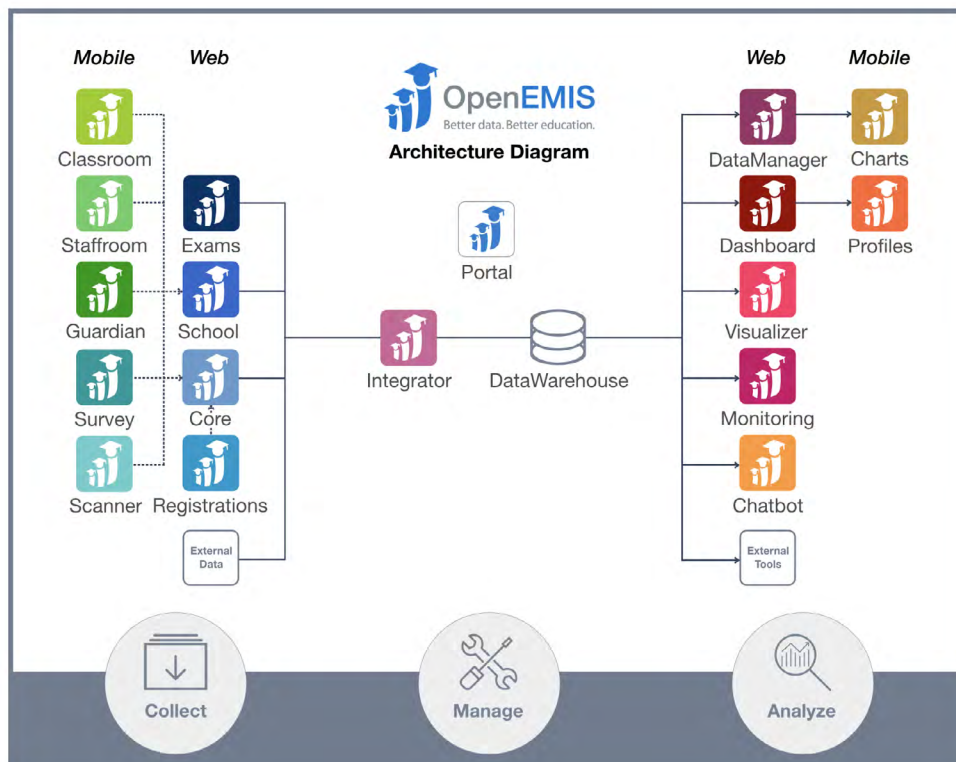 Mobile
Web
Web
Mobile
OpenEMIS
Better data. Better education.
Architecture Diagram
Classroom
DataManager
Charts
Staffroom
Exams
Portal
Dashboard
Profiles
Guardian
School
Visualizer
Integrator
DataWarehouse
Survey
Core
Monitoring
Scanner
Registrations
Chatbot
External
Data
External
Tools
Collect
Manage
Analyze